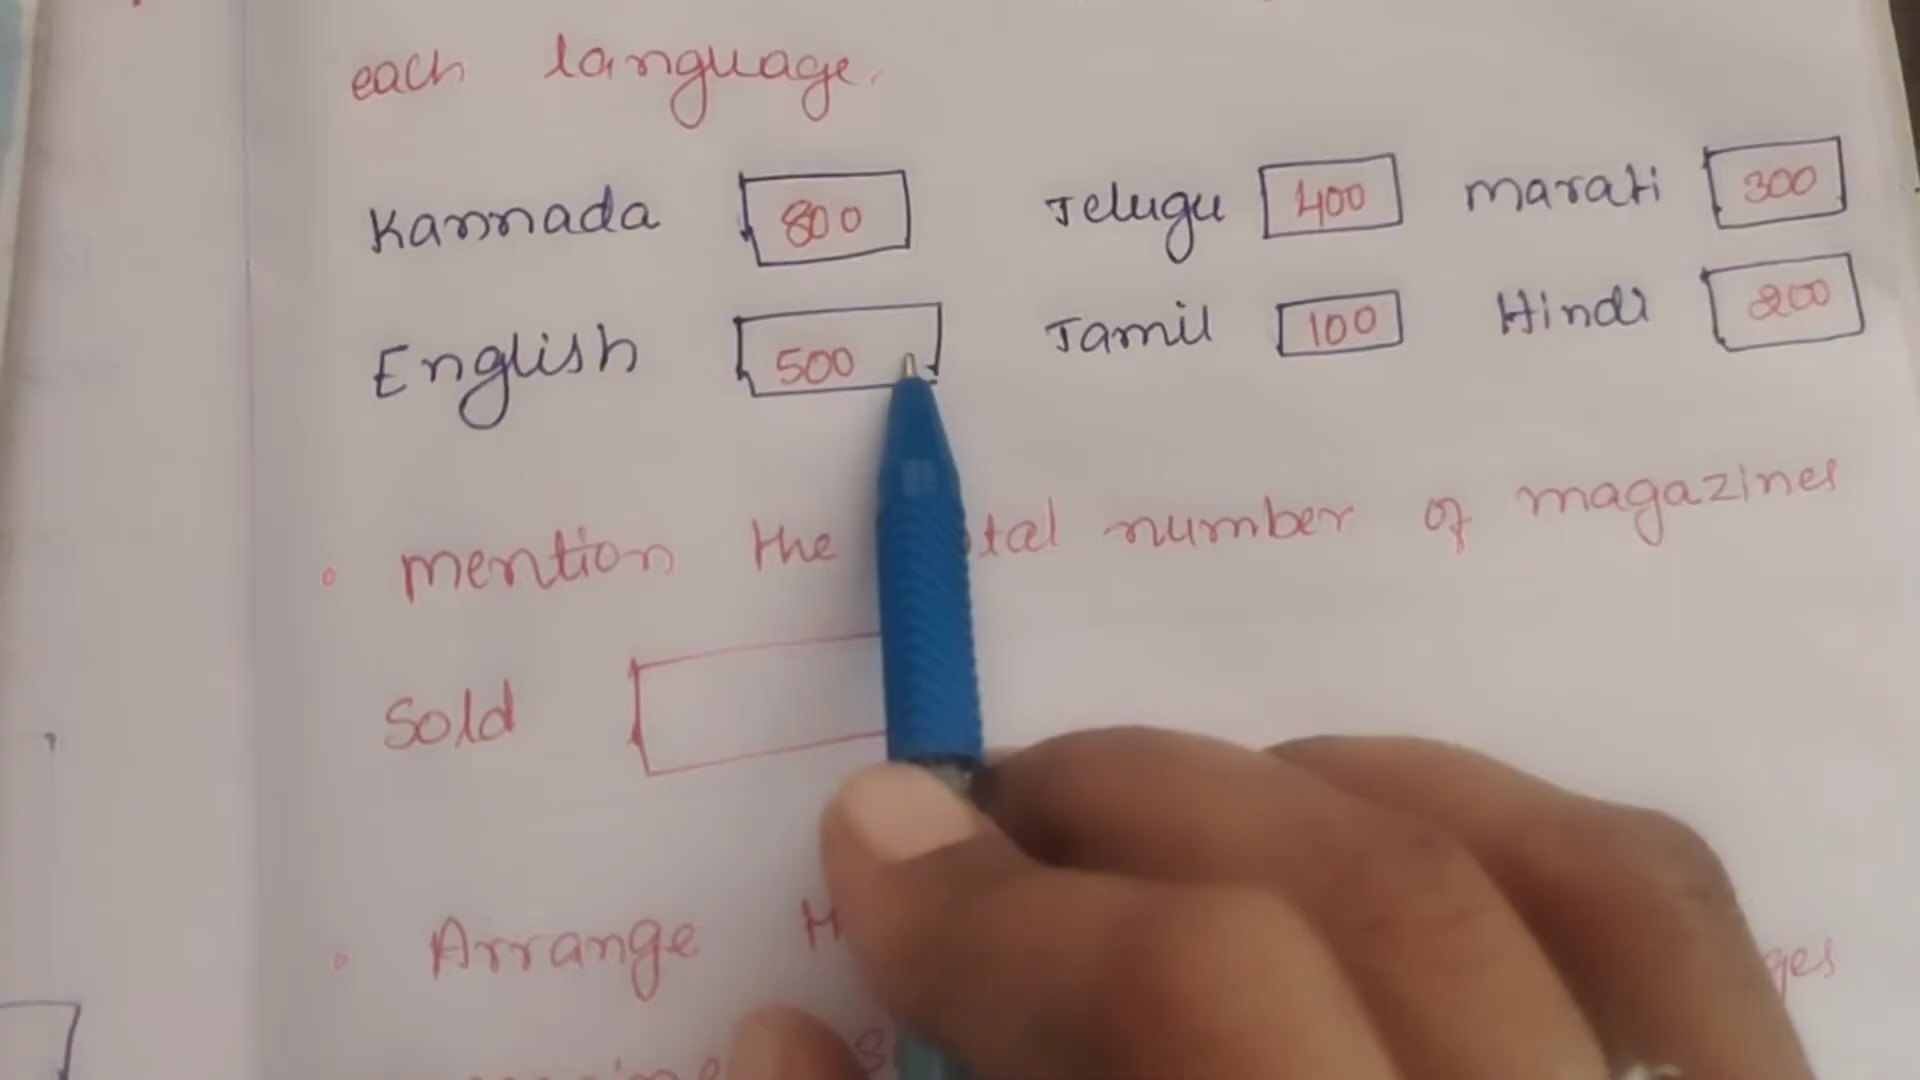 each language.
Kannada 800 Telugu 400 marati 300
English 500 Tamil 100 Hindi 200
• mention the total number of magazines
Sold
• Arrange